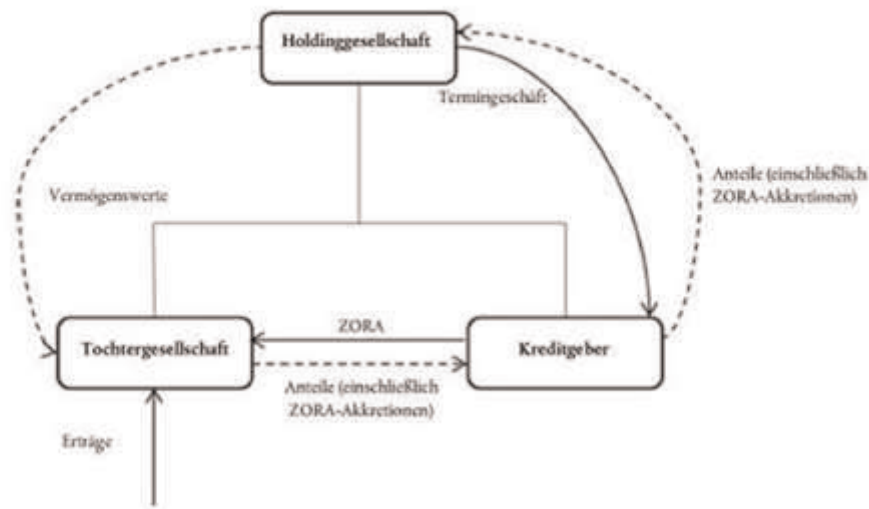 Holdinggesellschaft
Termingeschäft
Vermögenswerte
Anteile (einschließlich
ZORA-Akkretionen)
Tochtergesellschaft
ZORA
Kreditgeber
Anteile (einschließlich
ZORA-Akkretionen)
Erträge